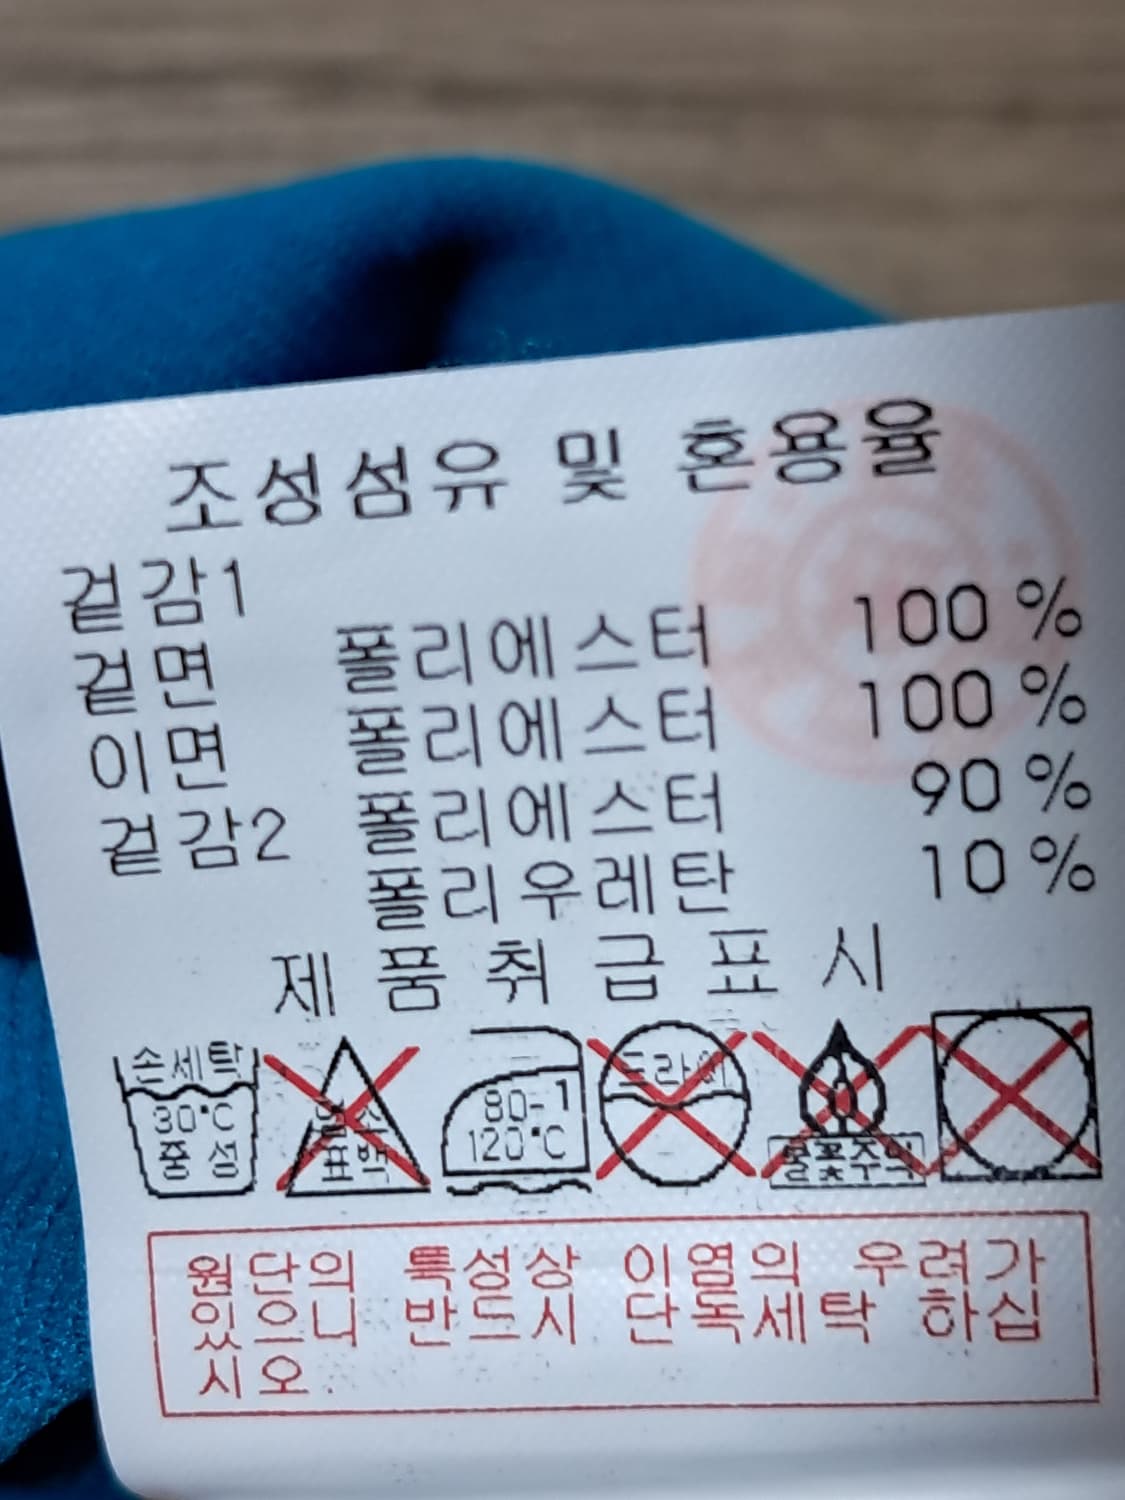 조성섬유 및 혼용율
겉감1
겉면 폴리에스터 100 %
이면 폴리에스터 100 %
겉감2 폴리에스터 90 %
폴리우레탄 10 %
제품취급표시
손세탁
30℃
중성
염소
표백
80-1
120℃
드라이
불꽃주의
원단의 특성상 이염의 우려가
있으니 반드시 단독세탁 하십
시오.